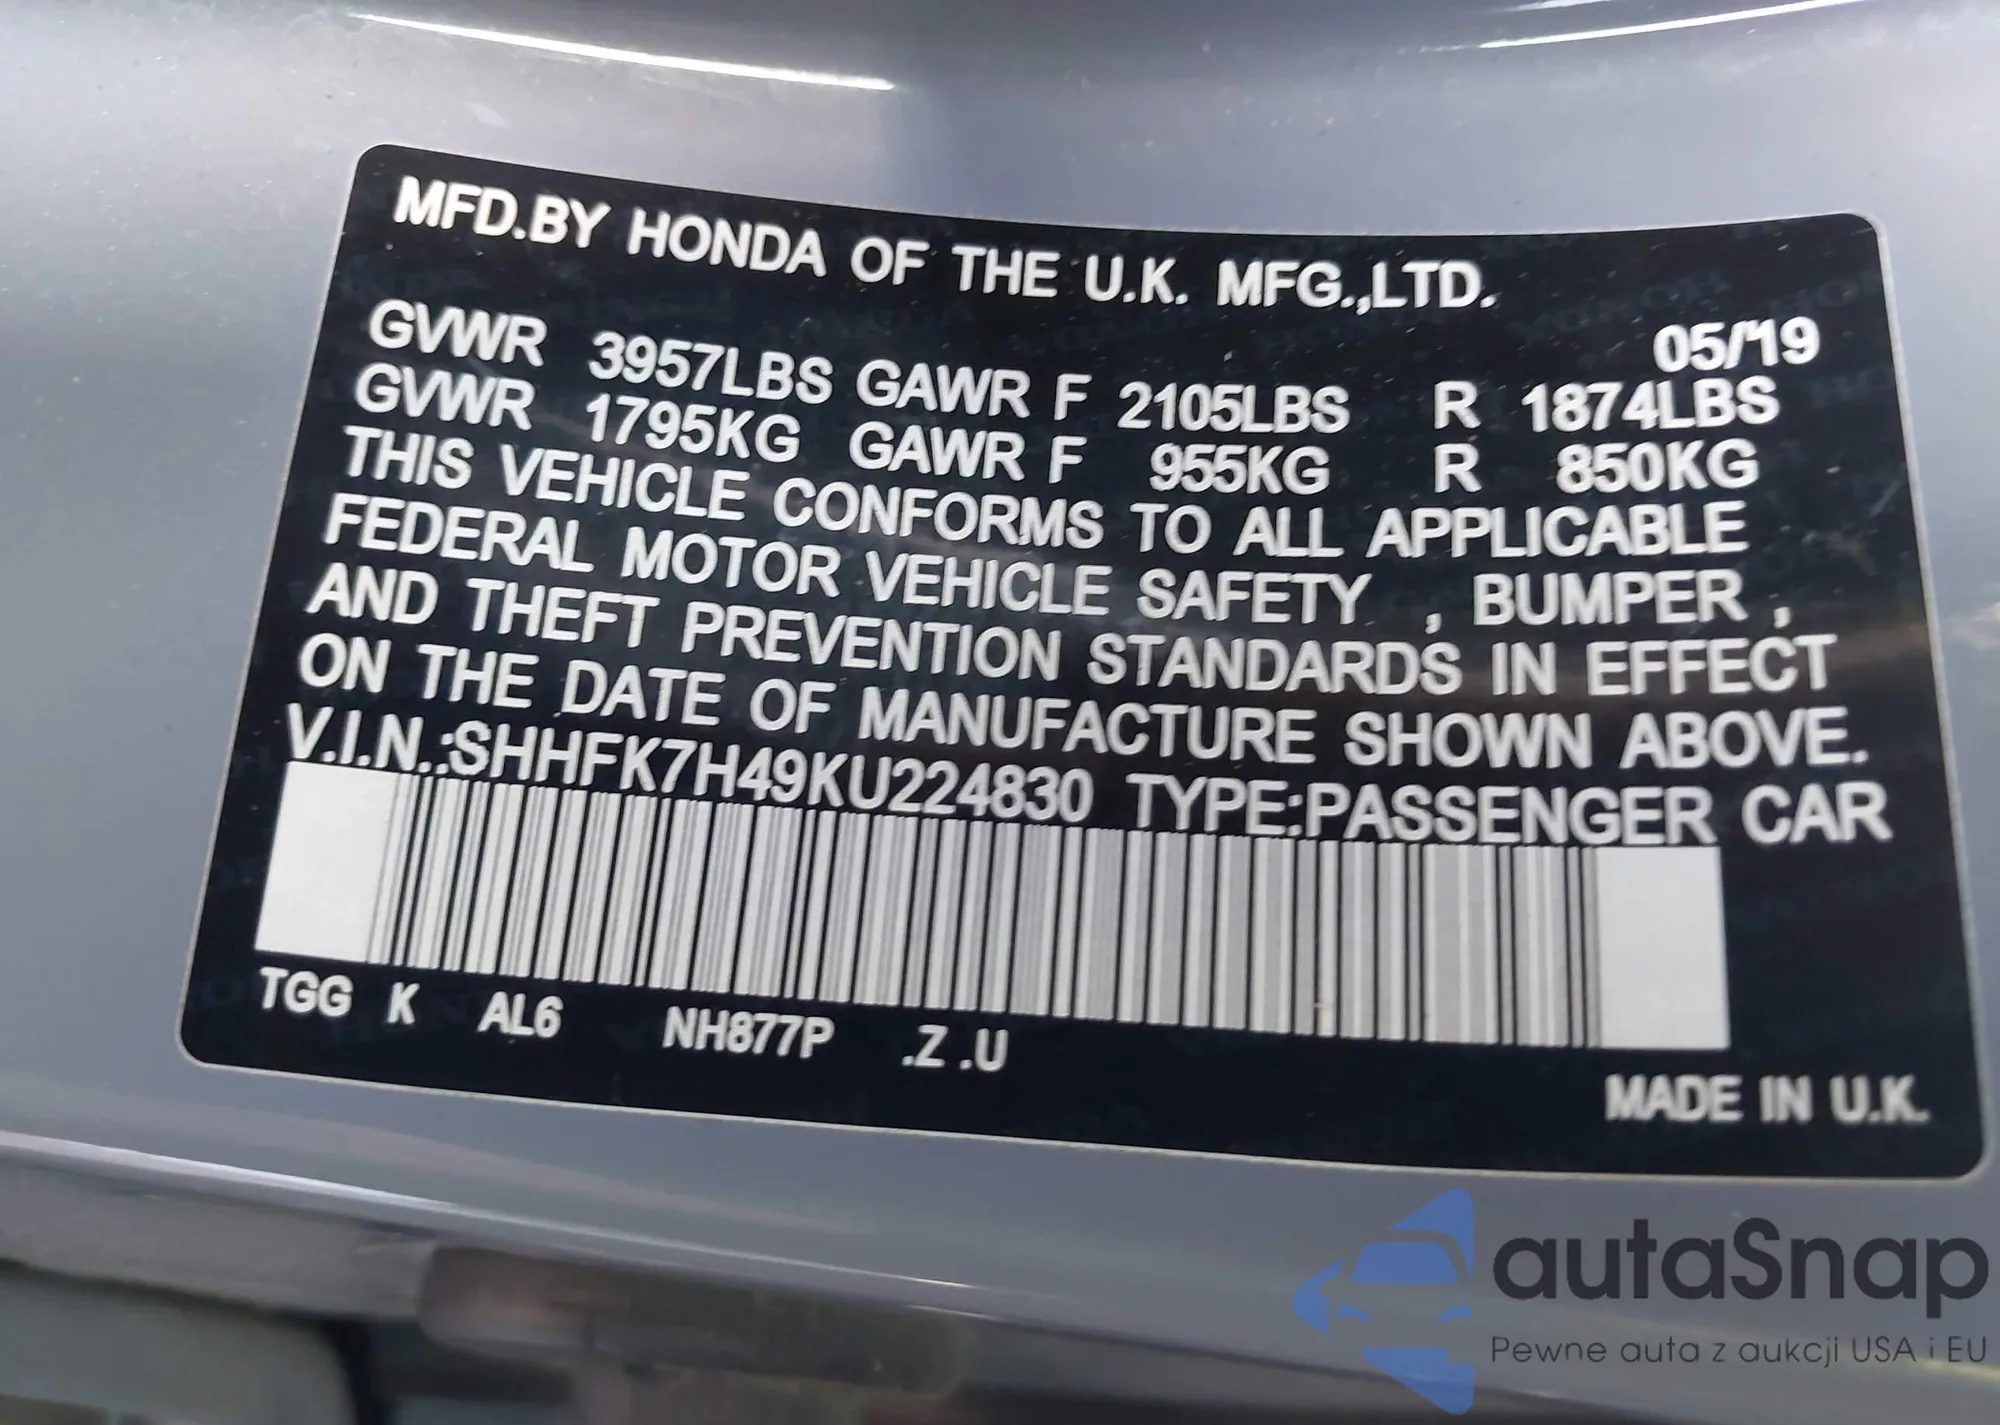 MFD.BY HONDA OF THE U.K. MFG.,LTD.
05/19
GVWR 3957LBS GAWR F 2105LBS R 1874LBS
GVWR 1795KG GAWR F 955KG R 850KG
THIS VEHICLE CONFORMS TO ALL APPLICABLE
FEDERAL MOTOR VEHICLE SAFETY , BUMPER ,
AND THEFT PREVENTION STANDARDS IN EFFECT
ON THE DATE OF MANUFACTURE SHOWN ABOVE.
V.I.N.:SHHFK7H49KU224830 TYPE:PASSENGER CAR
TGG K AL6 NH877P .Z .U
MADE IN U.K.
autaSnap
Pewne auta z aukcji USA i EU